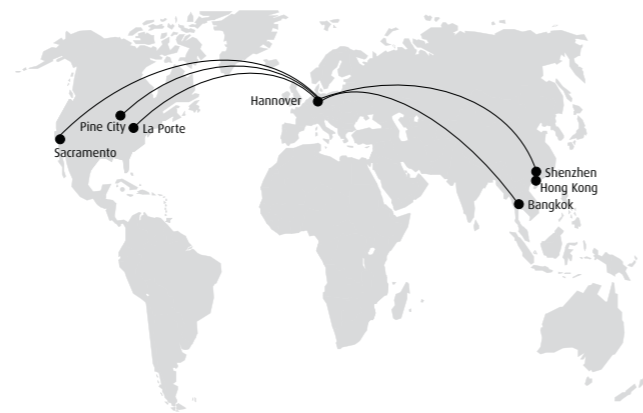 Hannover
Pine City
La Porte
Sacramento
Shenzhen
Hong Kong
Bangkok